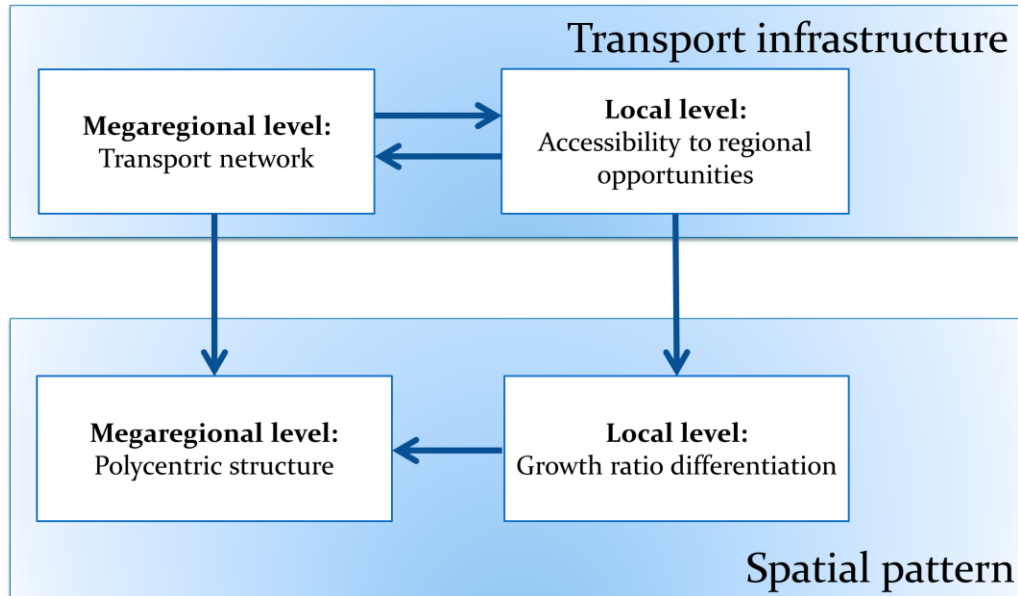 Transport infrastructure
Megaregional level:
Transport network
Local level:
Accessibility to regional
opportunities
Megaregional level:
Polycentric structure
Local level:
Growth ratio differentiation
Spatial pattern